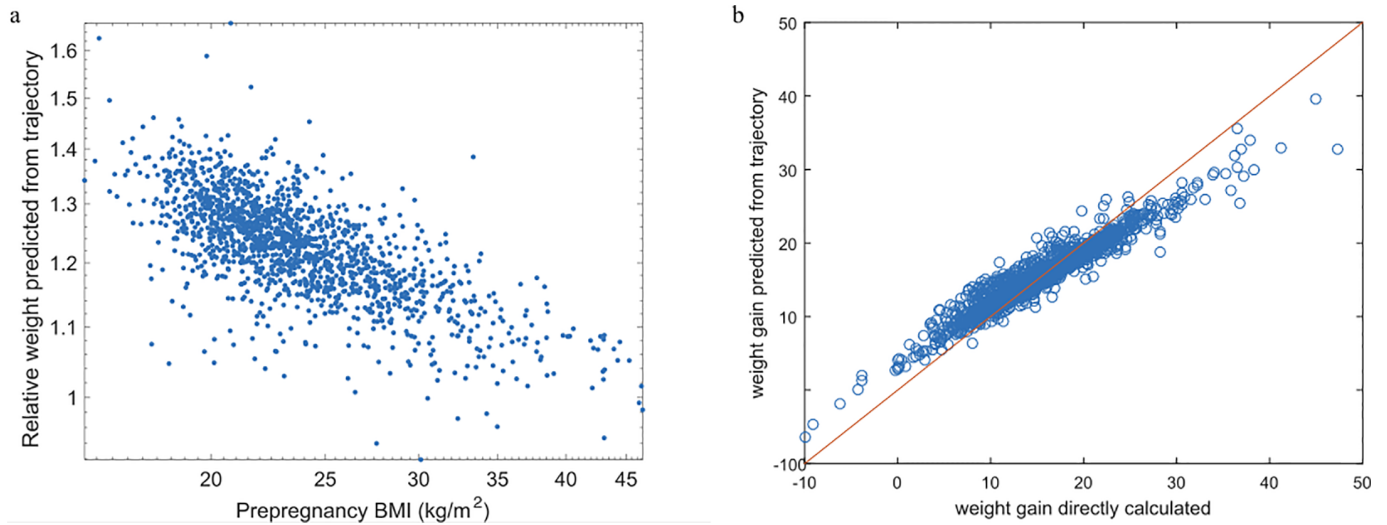 a
Relative weight predicted from trajectory
1.6
1.5
1.4
1.3
1.2
1.1
1
20 25 30 35 40 45
Prepregnancy BMI (kg/m²)
b
weight gain predicted from trajectory
50
40
30
20
10
-100
-10 0 10 20 30 40 50
weight gain directly calculated